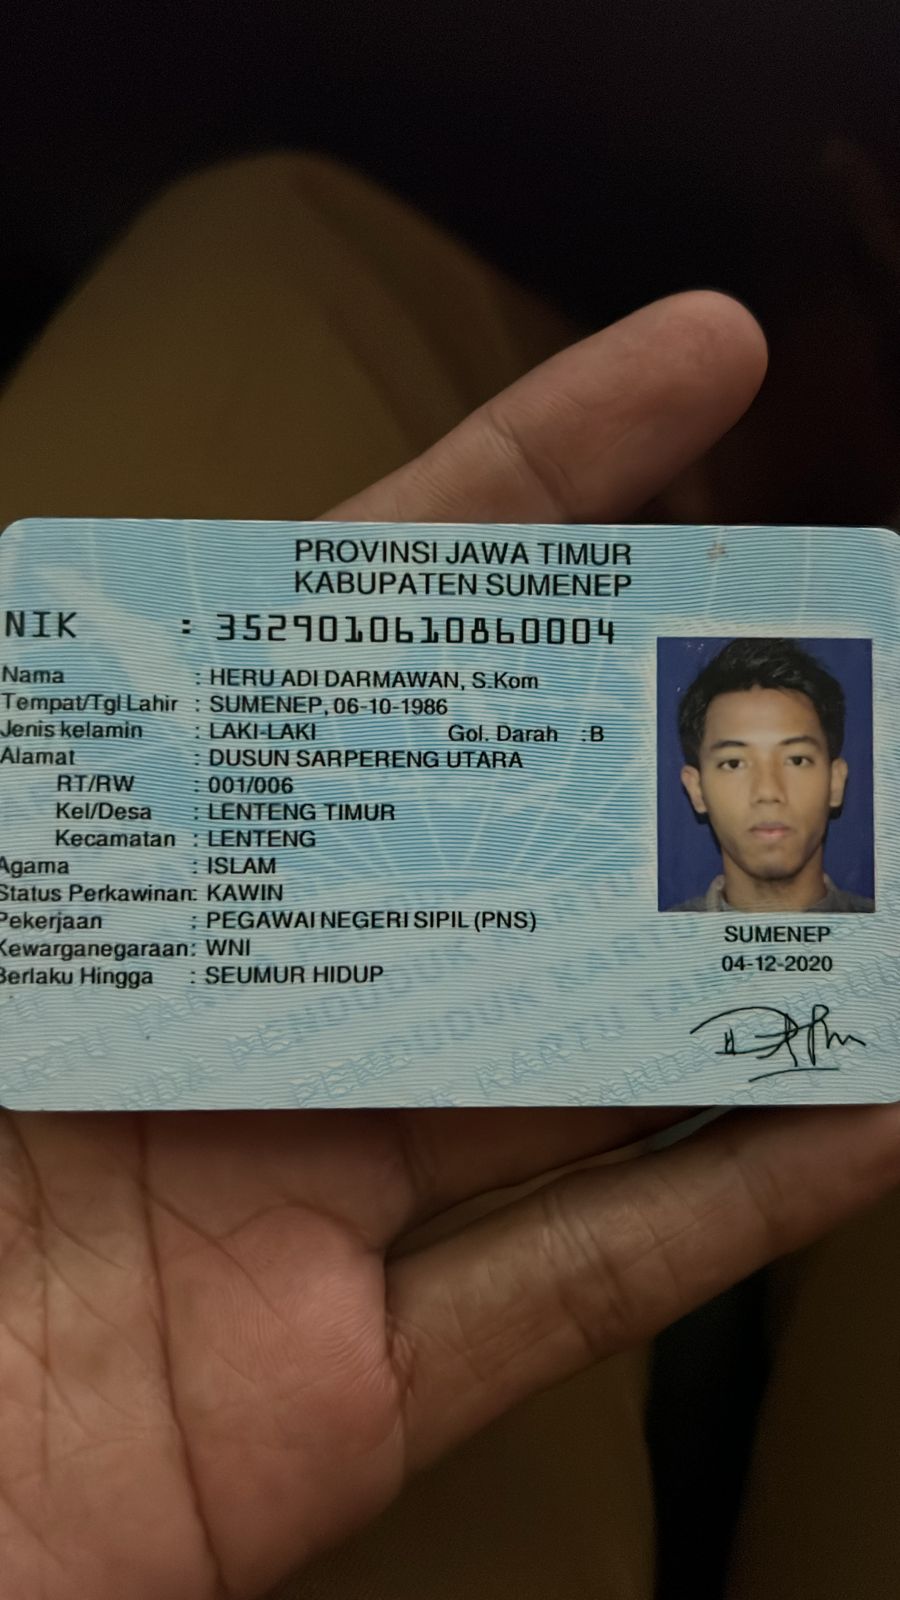 PROVINSI JAWA TIMUR
KABUPATEN SUMENEP
NIK : 3529010610860004
Nama : HERU ADI DARMAWAN, S.Kom
Tempat/Tgl Lahir : SUMENEP, 06-10-1986
Jenis kelamin : LAKI-LAKI Gol. Darah : B
Alamat : DUSUN SARPERENG UTARA
RT/RW : 001/006
Kel/Desa : LENTENG TIMUR
Kecamatan : LENTENG
Agama : ISLAM
Status Perkawinan: KAWIN
Pekerjaan : PEGAWAI NEGERI SIPIL (PNS)
Kewarganegaraan: WNI
Berlaku Hingga : SEUMUR HIDUP
SUMENEP
04-12-2020